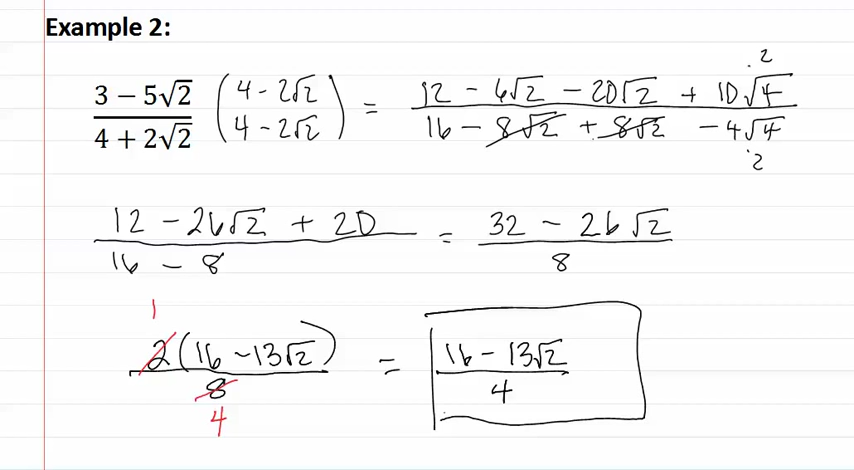 Example 2:
(3 − 5√2)/(4 + 2√2) ((4 - 2√2)/(4 - 2√2)) = (12 - 6√2 - 20√2 + 10√4 2)/(16 - 8√2 + 8√2 - 4√4 2)
(12 - 26√2 + 20)/(16 - 8) = (32 - 26√2)/8
1
2(16 - 13√2)/8 = (16 - 13√2)/4
4